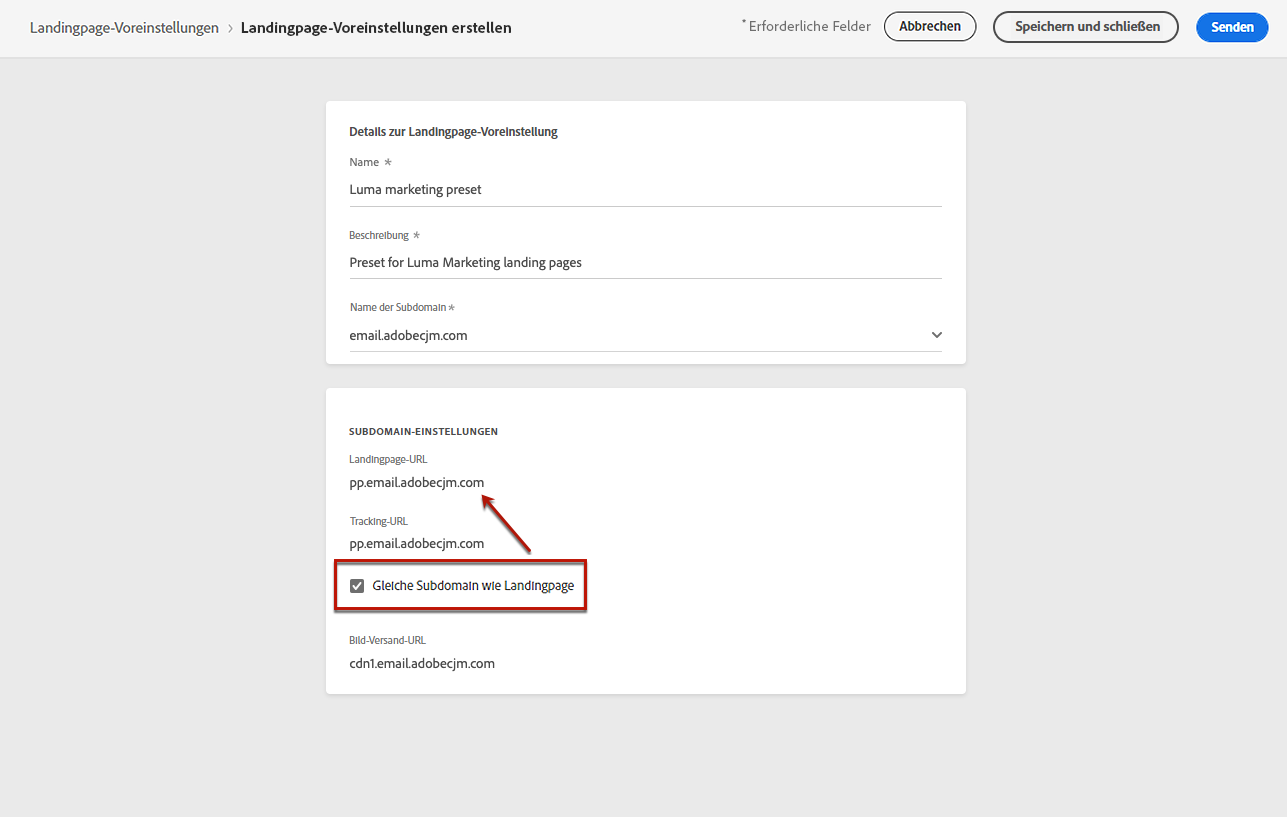 Landingpage-Voreinstellungen › Landingpage-Voreinstellungen erstellen
* Erforderliche Felder
Abbrechen
Speichern und schließen
Senden
Details zur Landingpage-Voreinstellung
Name *
Luma marketing preset
Beschreibung *
Preset for Luma Marketing landing pages
Name der Subdomain *
email.adobecjm.com
SUBDOMAIN-EINSTELLUNGEN
Landingpage-URL
pp.email.adobecjm.com
Tracking-URL
pp.email.adobecjm.com
Gleiche Subdomain wie Landingpage
Bild-Versand-URL
cdn1.email.adobecjm.com